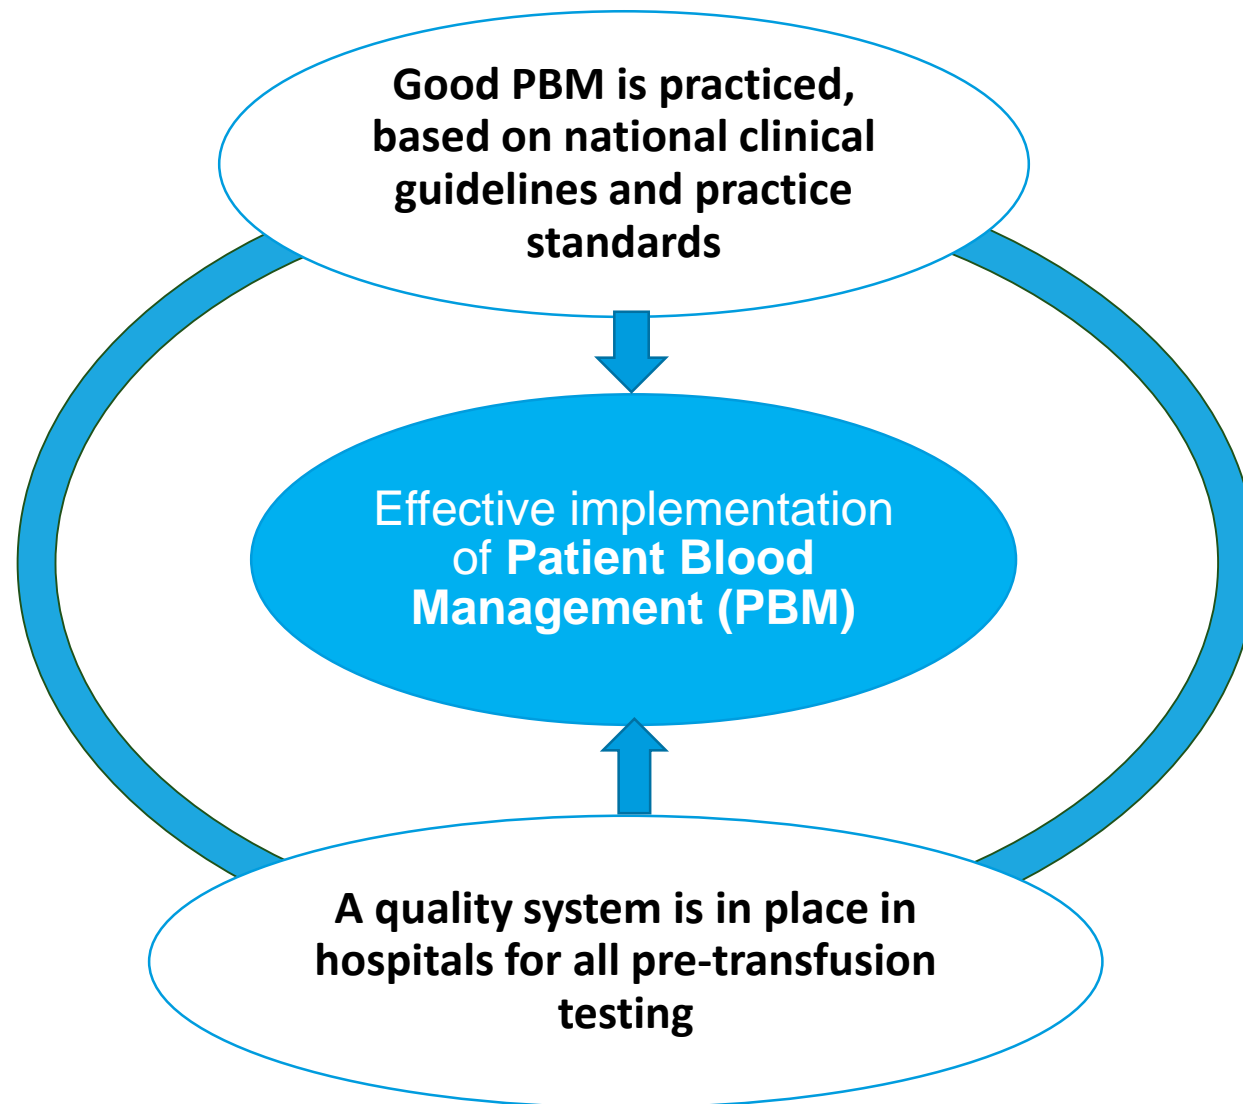 Good PBM is practiced,
based on national clinical
guidelines and practice
standards
Effective implementation
of Patient Blood
Management (PBM)
A quality system is in place in
hospitals for all pre-transfusion
testing